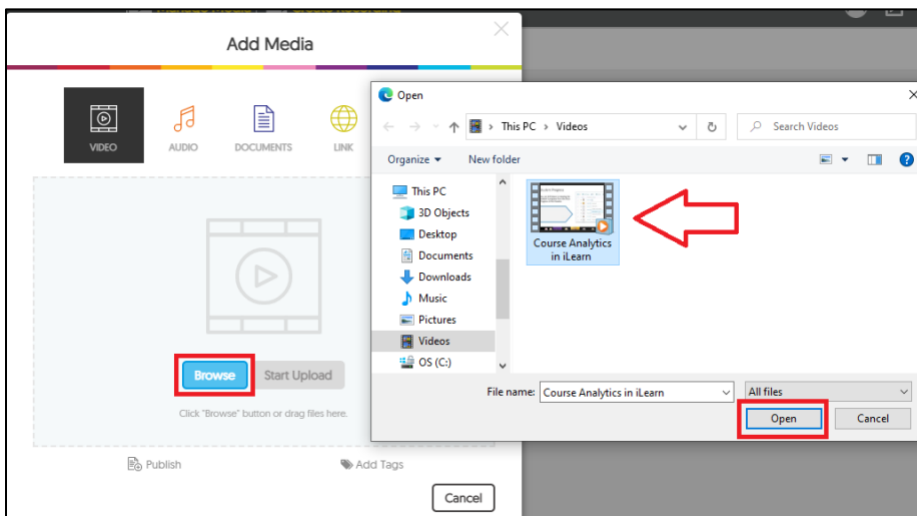 Add Media
VIDEO
AUDIO
DOCUMENTS
LINK
Browse
Start Upload
Click "Browse" button or drag files here.
Publish
Add Tags
Cancel
Open
This PC > Videos
Search Videos
Organize
New folder
This PC
3D Objects
Desktop
Documents
Downloads
Music
Pictures
Videos
OS (C:)
Course Analytics
in iLearn
File name: Course Analytics in iLearn
All files
Open
Cancel